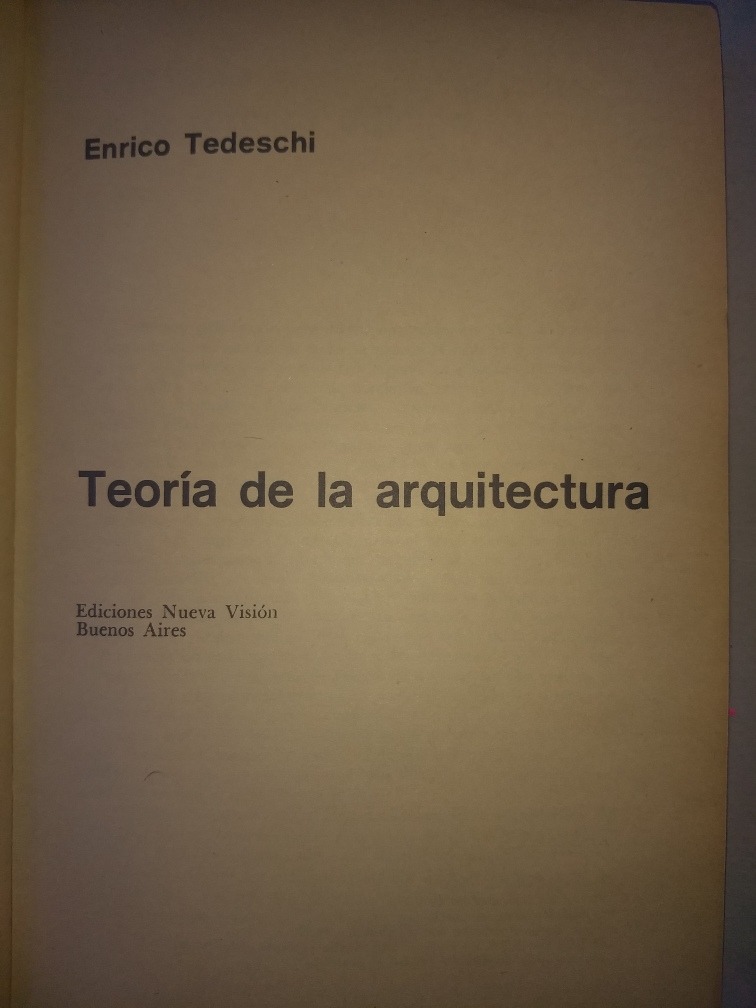 Enrico Tedeschi
Teoría de la arquitectura
Ediciones Nueva Visión
Buenos Aires